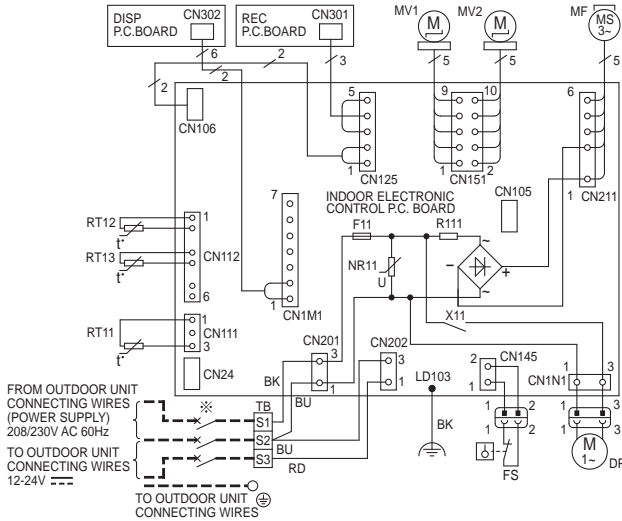 DISP
P.C.BOARD
CN302
REC
P.C.BOARD
CN301
MV1
M
MV2
M
MF
MS
3~
6
2
2
3
5
5
5
2
CN106
5
1
CN125
9
10
1
2
CN151
6
1
CN211
INDOOR ELECTRONIC
CONTROL P.C. BOARD
CN105
7
1
CN1M1
F11
R111
NR11
U
~
~
-
+
X11
RT12
t°
RT13
t°
1
CN112
6
RT11
t°
1
CN111
3
CN24
CN201
3
1
CN202
3
1
LD103
2
CN145
1
1
3
CN1N1
BK
BU
FROM OUTDOOR UNIT
CONNECTING WIRES
(POWER SUPPLY)
208/230V AC 60Hz
※
TB
S1
S2
S3
BU
RD
BK
TO OUTDOOR UNIT
CONNECTING WIRES
12-24V
1
2
1
2
FS
1
3
1
3
M
1~
DP
TO OUTDOOR UNIT
CONNECTING WIRES